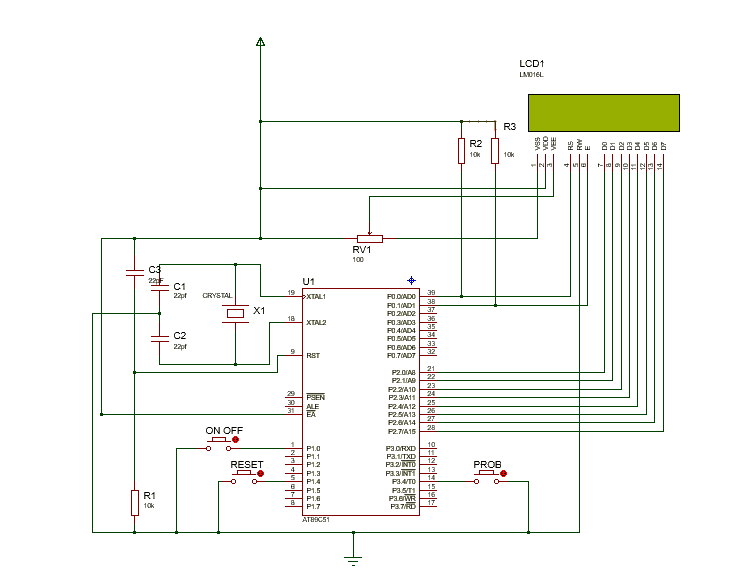 LCD1
LM016L
R3
R2
10k
10k
VSS
VDD
VEE
RS
RW
E
D0
D1
D2
D3
D4
D5
D6
D7
1
2
3
4
5
6
7
8
9
10
11
12
13
14
RV1
100
C3
22pF
C1
22pf
C2
22pf
CRYSTAL
X1
U1
19
XTAL1
18
XTAL2
9
RST
29
PSEN
30
ALE
31
EA
1
P1.0
2
P1.1
3
P1.2
4
P1.3
5
P1.4
6
P1.5
7
P1.6
8
P1.7
P0.0/AD0
39
P0.1/AD1
38
P0.2/AD2
37
P0.3/AD3
36
P0.4/AD4
35
P0.5/AD5
34
P0.6/AD6
33
P0.7/AD7
32
P2.0/A8
21
P2.1/A9
22
P2.2/A10
23
P2.3/A11
24
P2.4/A12
25
P2.5/A13
26
P2.6/A14
27
P2.7/A15
28
P3.0/RXD
10
P3.1/TXD
11
P3.2/INT0
12
P3.3/INT1
13
P3.4/T0
14
P3.5/T1
15
P3.6/WR
16
P3.7/RD
17
AT89C51
ON OFF
RESET
PROB
R1
10k